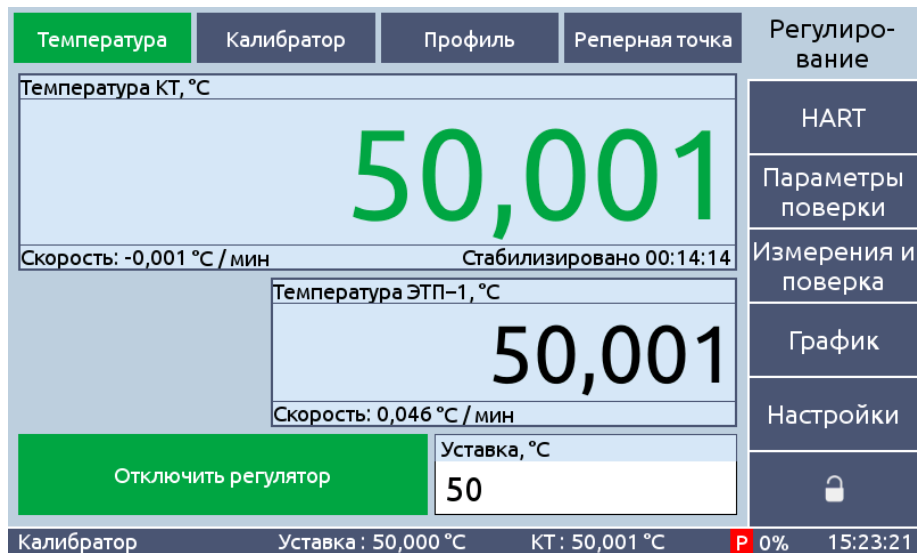 Температура Калибратор Профиль Реперная точка
Регулиро-
вание
Температура КТ, °C
50,001
Скорость: -0,001 °C / мин Стабилизировано 00:14:14
Температура ЭТП-1, °C
50,001
Скорость: 0,046 °C / мин
Отключить регулятор
Уставка, °C
50
HART
Параметры
поверки
Измерения и
поверка
График
Настройки
Калибратор Уставка : 50,000 °C КТ : 50,001 °C P 0% 15:23:21